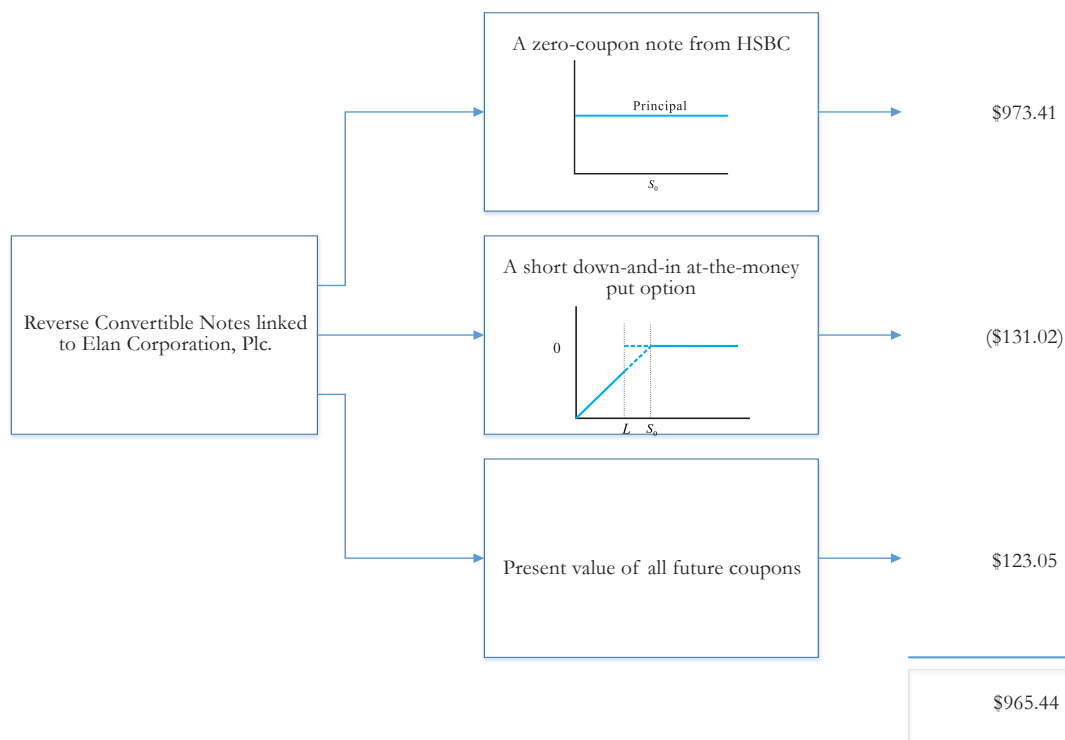 A zero-coupon note from HSBC
Principal
S₀
$973.41
Reverse Convertible Notes linked
to Elan Corporation, Plc.
A short down-and-in at-the-money
put option
0
L S₀
($131.02)
Present value of all future coupons
$123.05
$965.44